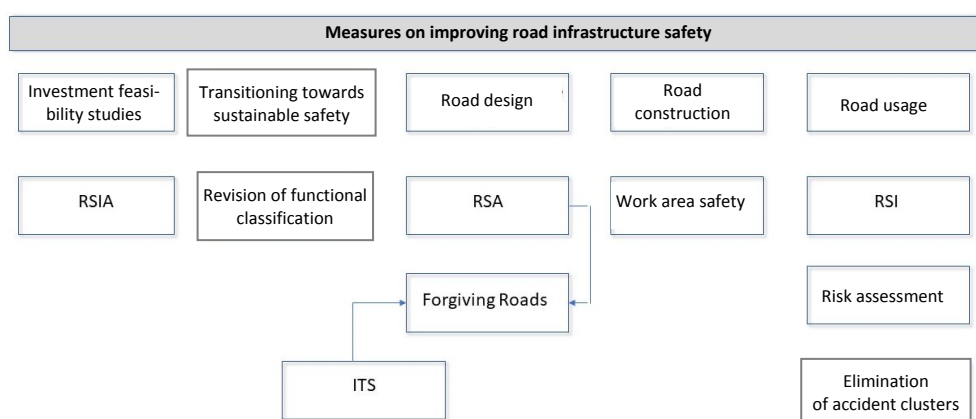 Measures on improving road infrastructure safety
Investment feasi-
bility studies
Transitioning towards
sustainable safety
Road design
Road
construction
Road usage
RSIA
Revision of functional
classification
RSA
Work area safety
RSI
Forgiving Roads
Risk assessment
ITS
Elimination
of accident clusters